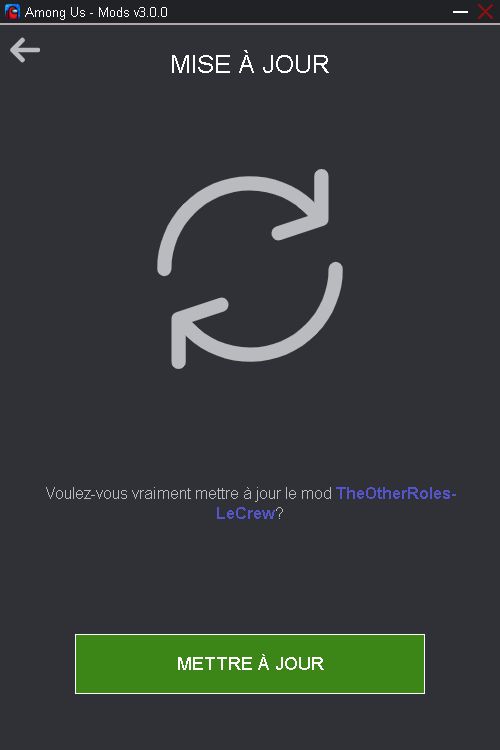 Among Us - Mods v3.0.0
MISE À JOUR
Voulez-vous vraiment mettre à jour le mod TheOtherRoles-
LeCrew?
METTRE À JOUR